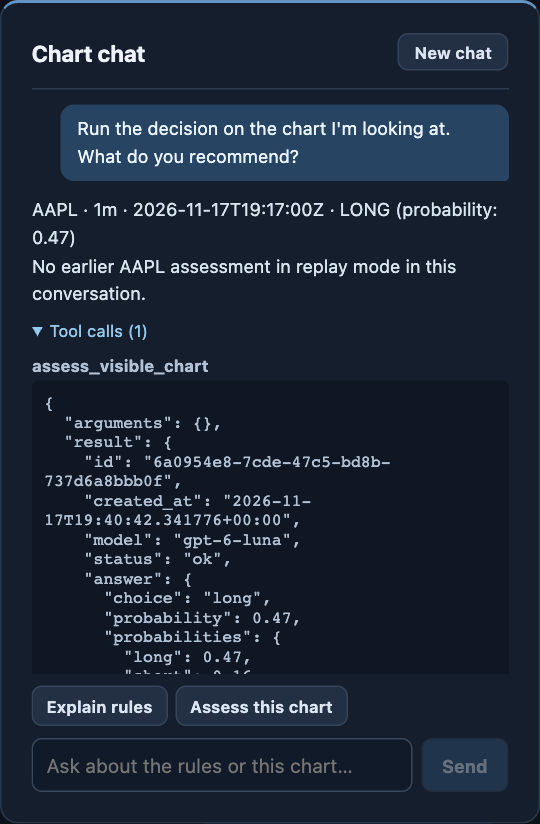 Chart chat
New chat
Run the decision on the chart I'm looking at.
What do you recommend?
AAPL · 1m · 2026-11-17T19:17:00Z · LONG (probability:
0.47)
No earlier AAPL assessment in replay mode in this
conversation.
▼ Tool calls (1)
assess_visible_chart
{
  "arguments": {},
  "result": {
    "id": "6a0954e8-7cde-47c5-bd8b-
737d6a8bbb0f",
    "created_at": "2026-11-
17T19:40:42.341776+00:00",
    "model": "gpt-6-luna",
    "status": "ok",
    "answer": {
      "choice": "long",
      "probability": 0.47,
      "probabilities": {
        "long": 0.47,
Explain rules
Assess this chart
Ask about the rules or this chart...
Send